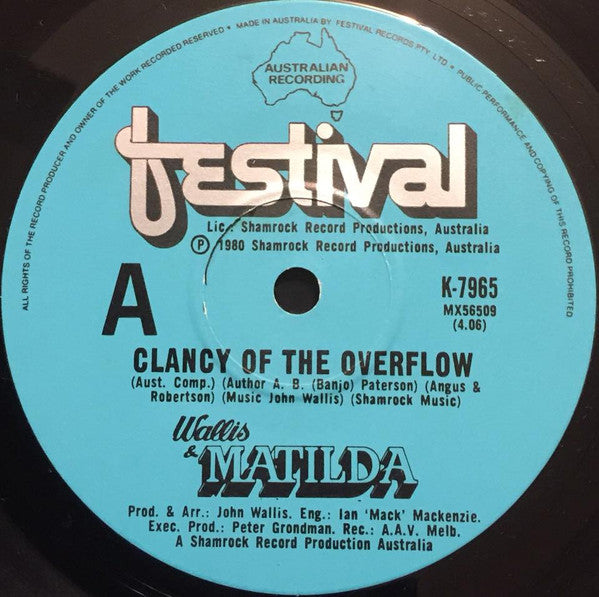 ALL RIGHTS OF THE RECORD PRODUCER AND OWNER OF THE WORK RECORDED RESERVED • MADE IN AUSTRALIA BY FESTIVAL RECORDS PTY. LTD • PUBLIC PERFORMANCE AND COPYING OF THIS RECORD PROHIBITED
AUSTRALIAN
RECORDING
festival
Lic.: Shamrock Record Productions, Australia
℗ 1980 Shamrock Record Productions, Australia
A
K-7965
MX56509
(4.06)
CLANCY OF THE OVERFLOW
(Aust. Comp.) (Author A. B. (Banjo) Paterson) (Angus &
Robertson) (Music John Wallis) (Shamrock Music)
Wallis
& MATILDA
Prod. & Arr.: John Wallis. Eng.: Ian 'Mack' Mackenzie.
Exec. Prod.: Peter Grondman. Rec.: A.A.V. Melb.
A Shamrock Record Production Australia